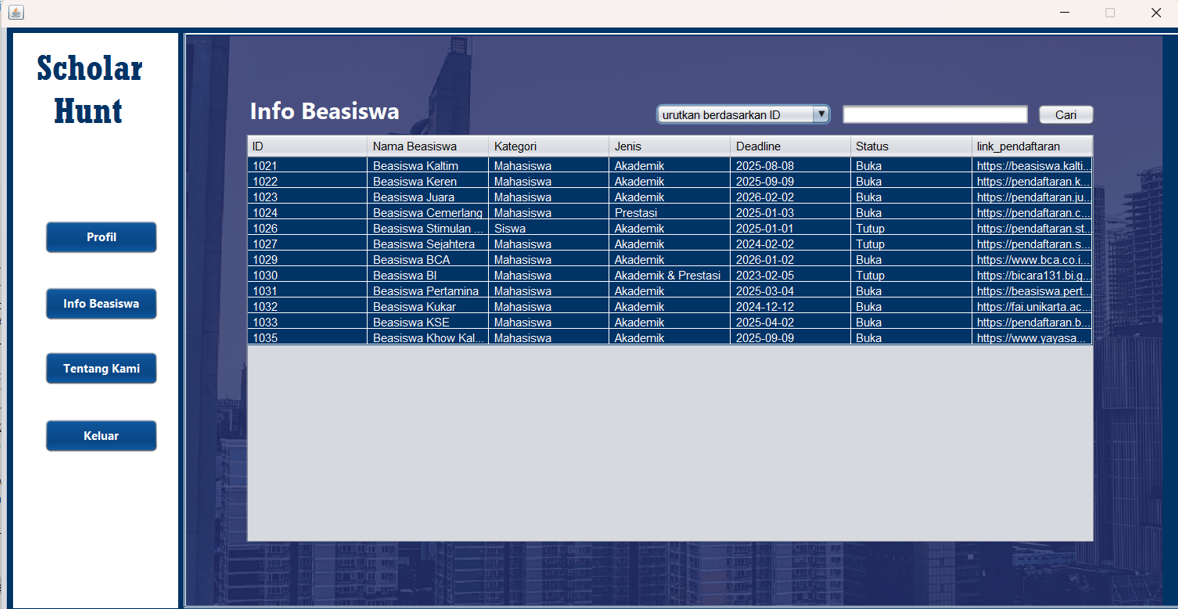 Scholar
Hunt
Profil
Info Beasiswa
Tentang Kami
Keluar
Info Beasiswa
urutkan berdasarkan ID
Cari
ID Nama Beasiswa Kategori Jenis Deadline Status link_pendaftaran
1021 Beasiswa Kaltim Mahasiswa Akademik 2025-08-08 Buka https://beasiswa.kalti...
1022 Beasiswa Keren Mahasiswa Akademik 2025-09-09 Buka https://pendaftaran.k...
1023 Beasiswa Juara Mahasiswa Akademik 2026-02-02 Buka https://pendaftaran.ju...
1024 Beasiswa Cemerlang Mahasiswa Prestasi 2025-01-03 Buka https://pendaftaran.c...
1026 Beasiswa Stimulan ... Siswa Akademik 2025-01-01 Tutup https://pendaftaran.st...
1027 Beasiswa Sejahtera Mahasiswa Akademik 2024-02-02 Tutup https://pendaftaran.s...
1029 Beasiswa BCA Mahasiswa Akademik 2026-01-02 Buka https://www.bca.co.i...
1030 Beasiswa BI Mahasiswa Akademik & Prestasi 2023-02-05 Tutup https://bicara131.bi.g...
1031 Beasiswa Pertamina Mahasiswa Akademik 2025-03-04 Buka https://beasiswa.pert...
1032 Beasiswa Kukar Mahasiswa Akademik 2024-12-12 Buka https://fai.unikarta.ac...
1033 Beasiswa KSE Mahasiswa Akademik 2025-04-02 Buka https://pendaftaran.b...
1035 Beasiswa Khow Kal... Mahasiswa Akademik 2025-09-09 Buka https://www.yayasa...